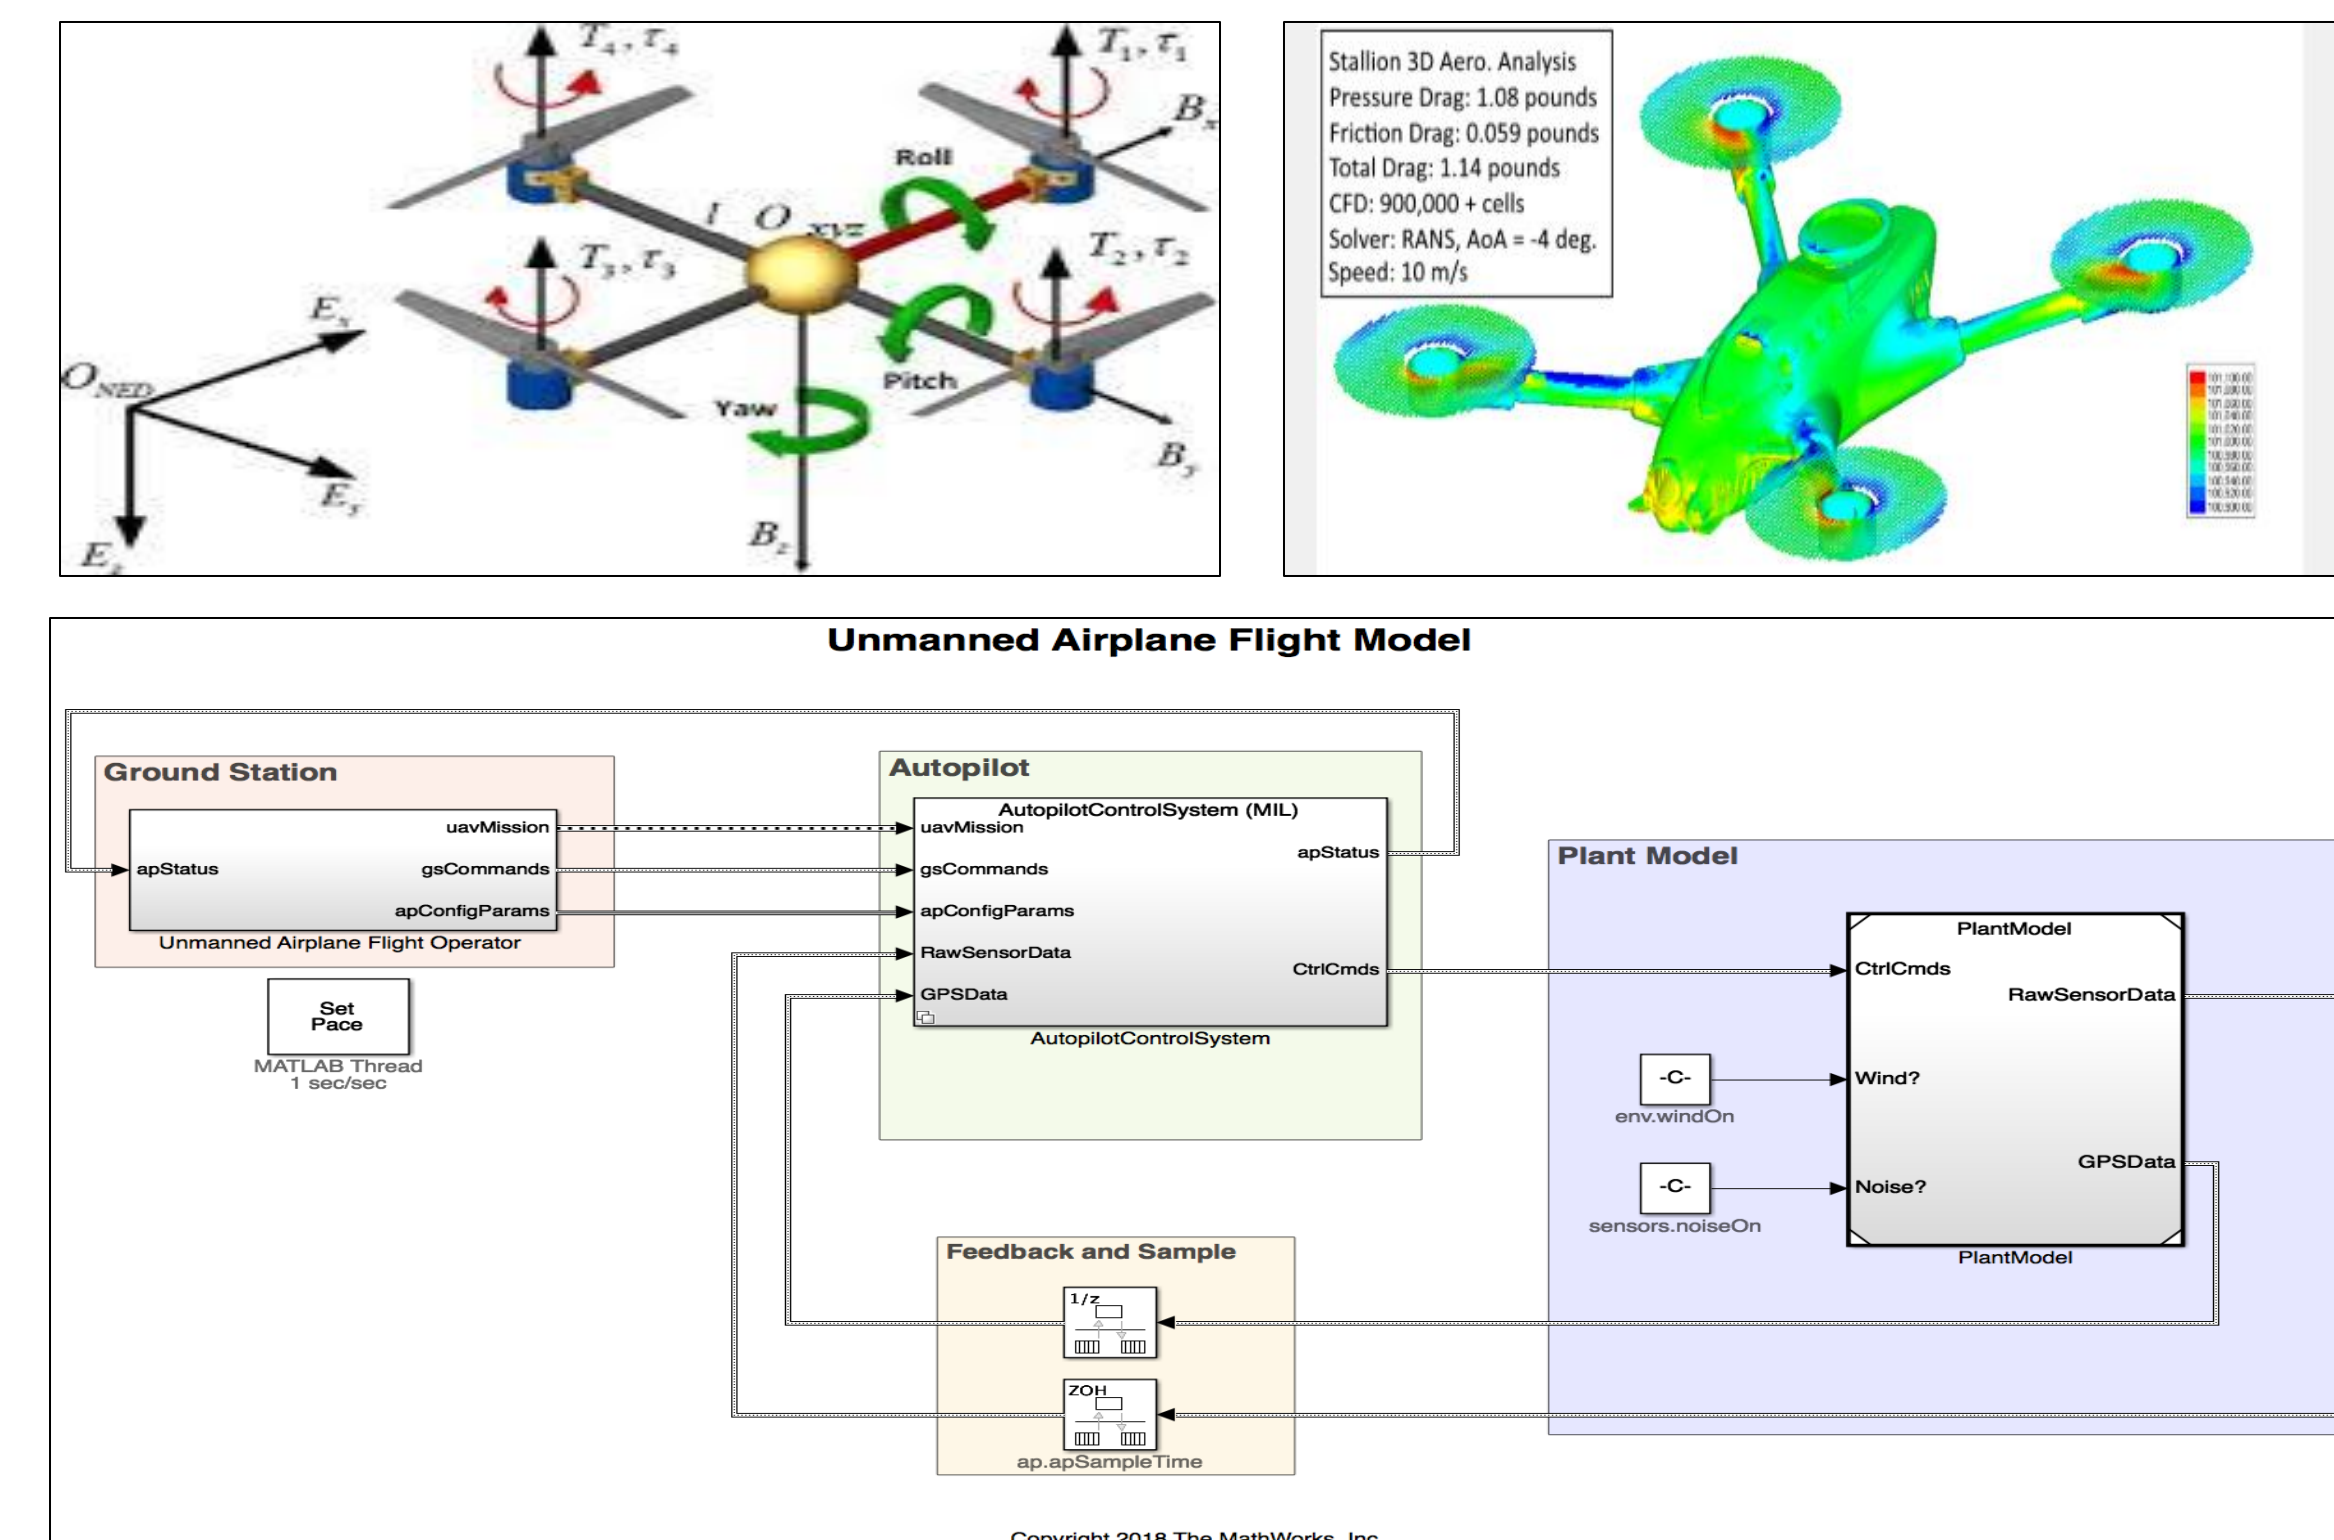 T4, τ4
T1, τ1
Bx
Roll
l O xyz
T3, τ3
T2, τ2
Ex
ONED
Pitch
Yaw
Ey
By
Bz
Ez
Stallion 3D Aero. Analysis
Pressure Drag: 1.08 pounds
Friction Drag: 0.059 pounds
Total Drag: 1.14 pounds
CFD: 900,000 + cells
Solver: RANS, AoA = -4 deg.
Speed: 10 m/s
Unmanned Airplane Flight Model
Ground Station
uavMission
apStatus
gsCommands
apConfigParams
Unmanned Airplane Flight Operator
Set
Pace
MATLAB Thread
1 sec/sec
Autopilot
AutopilotControlSystem (MIL)
uavMission
apStatus
gsCommands
apConfigParams
RawSensorData
CtrlCmds
GPSData
AutopilotControlSystem
Plant Model
PlantModel
CtrlCmds
RawSensorData
-C-
Wind?
env.windOn
GPSData
-C-
Noise?
sensors.noiseOn
PlantModel
Feedback and Sample
1/z
ZOH
ap.apSampleTime
Copyright 2018 The MathWorks, Inc.